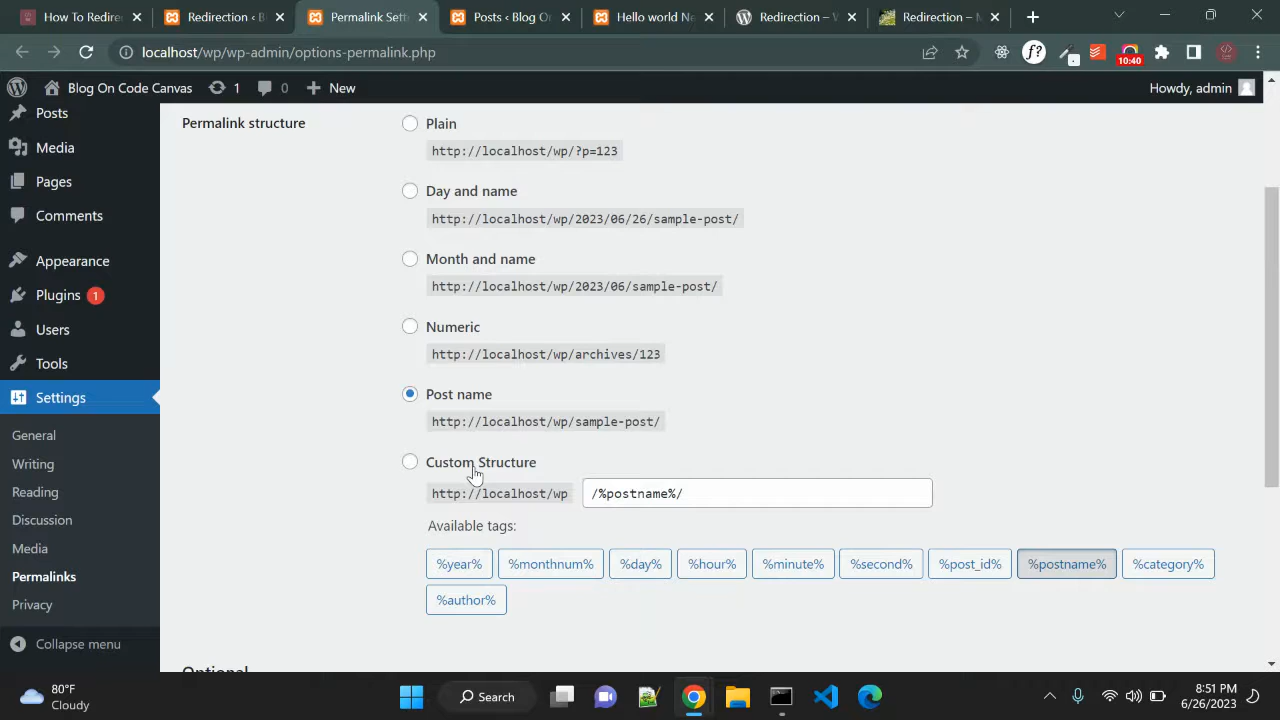 How To Redire
Redirection ‹ B
Permalink Sett
Posts ‹ Blog O
Hello world Ne
Redirection – W
Redirection – M
localhost/wp/wp-admin/options-permalink.php
f?
10:40
Blog On Code Canvas
1
0
New
Howdy, admin
Posts
Media
Pages
Comments
Appearance
Plugins 1
Users
Tools
Settings
General
Writing
Reading
Discussion
Media
Permalinks
Privacy
Collapse menu
Permalink structure
Plain
http://localhost/wp/?p=123
Day and name
http://localhost/wp/2023/06/26/sample-post/
Month and name
http://localhost/wp/2023/06/sample-post/
Numeric
http://localhost/wp/archives/123
Post name
http://localhost/wp/sample-post/
Custom Structure
http://localhost/wp /%postname%/
Available tags:
%year% %monthnum% %day% %hour% %minute% %second% %post_id% %postname% %category%
%author%
Optional
80°F
Cloudy
Search
8:51 PM
6/26/2023